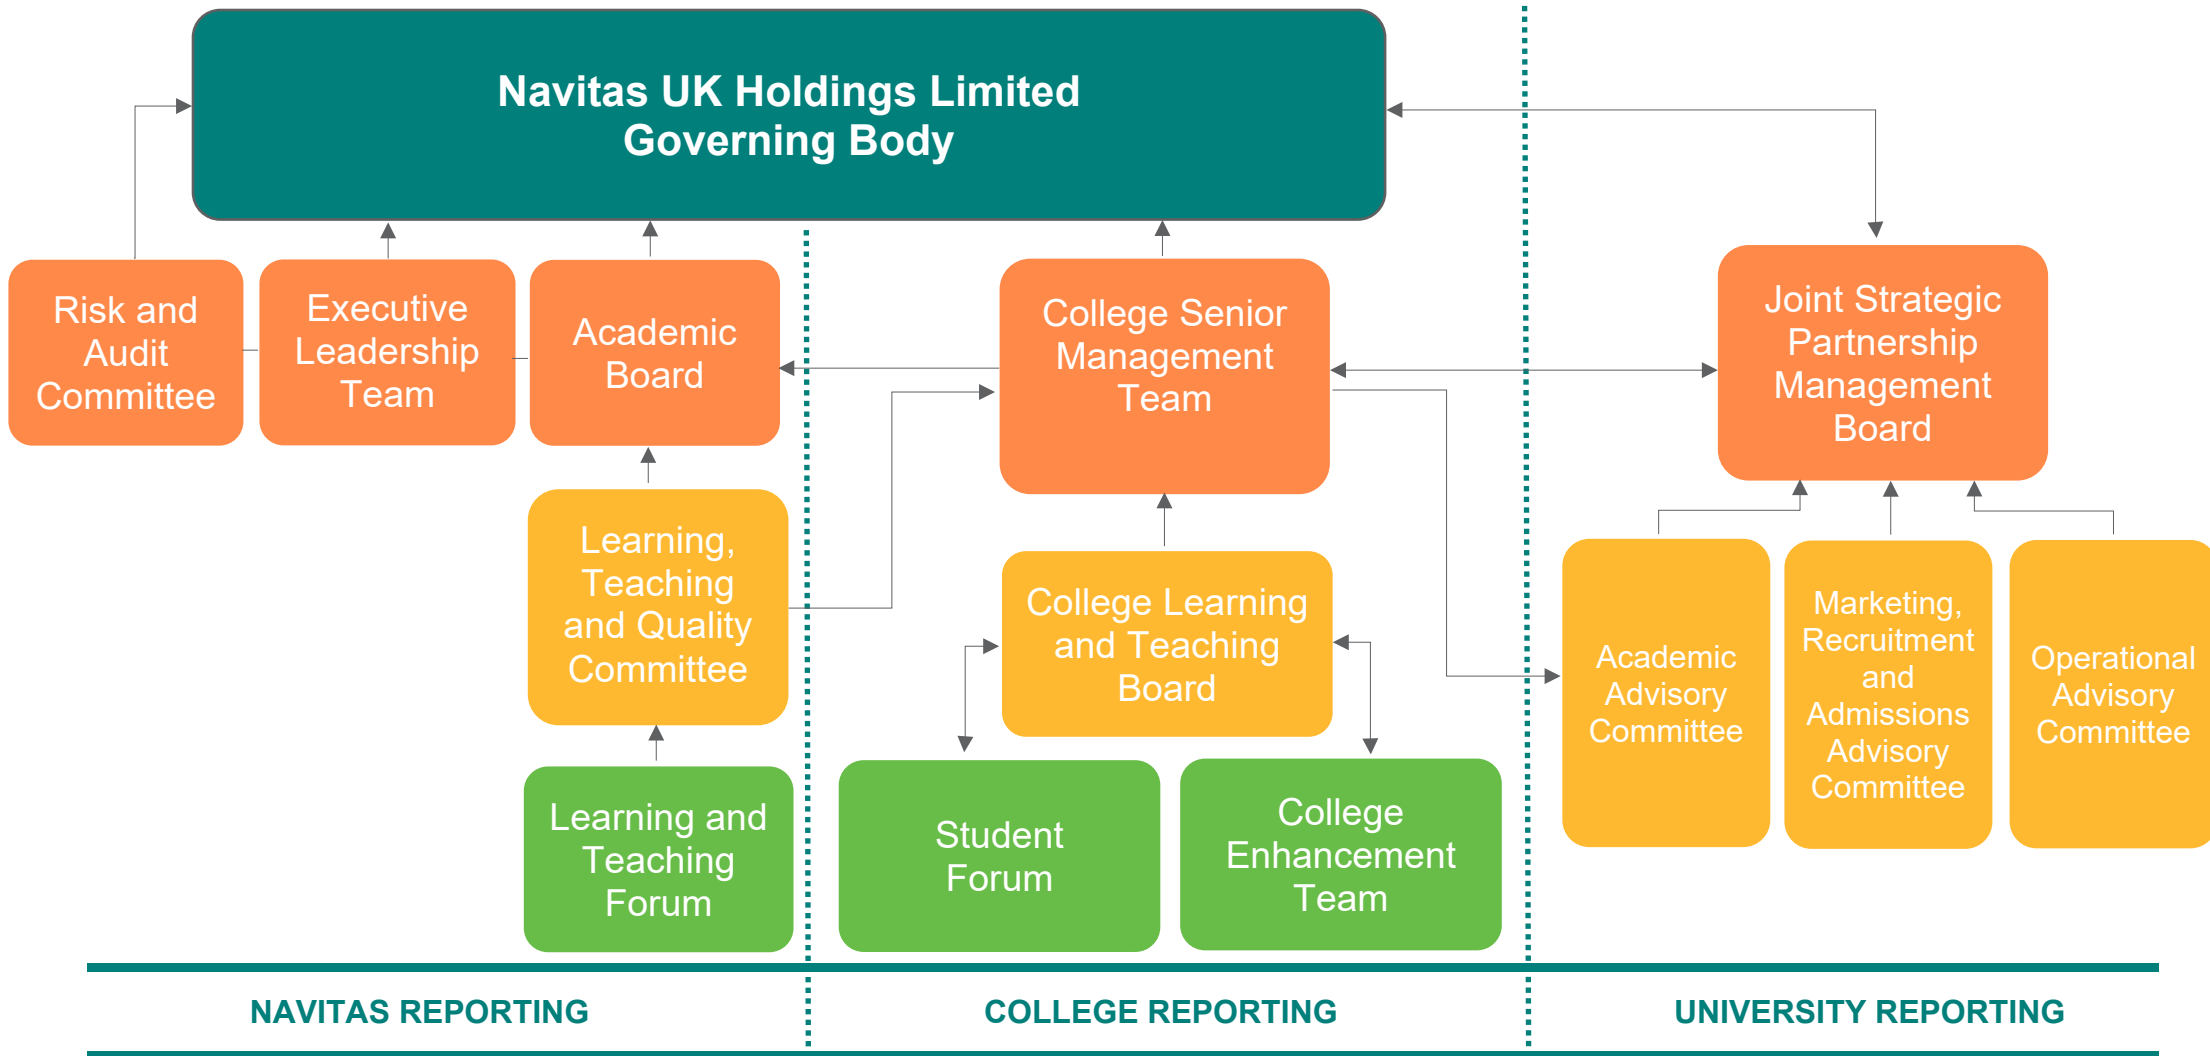 Navitas UK Holdings Limited
Governing Body
Risk and
Audit
Committee
Executive
Leadership
Team
Academic
Board
College Senior
Management
Team
Joint Strategic
Partnership
Management
Board
Learning,
Teaching
and Quality
Committee
College Learning
and Teaching
Board
Academic
Advisory
Committee
Marketing,
Recruitment
and
Admissions
Advisory
Committee
Operational
Advisory
Committee
Learning and
Teaching
Forum
Student
Forum
College
Enhancement
Team
NAVITAS REPORTING
COLLEGE REPORTING
UNIVERSITY REPORTING